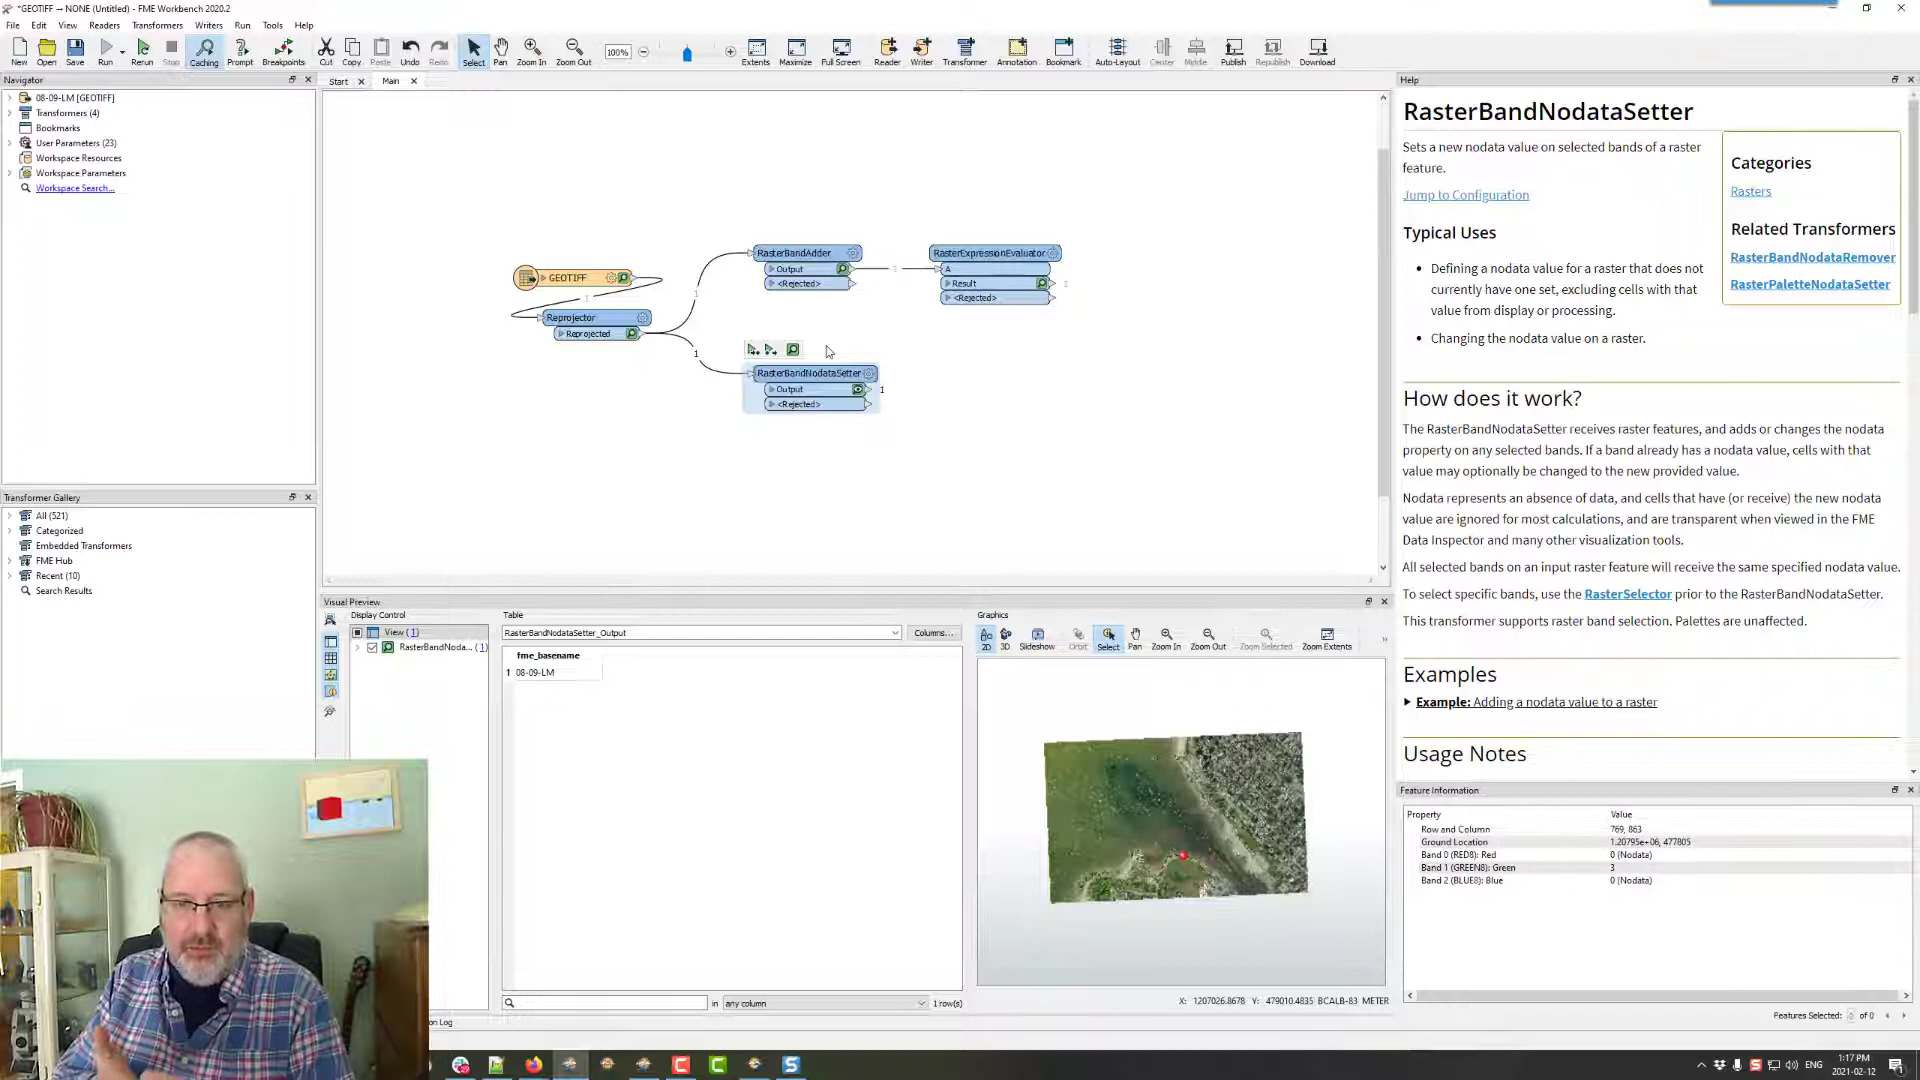 *GEOTIFF → NONE (Untitled) - FME Workbench 2020.2
File Edit View Readers Transformers Writers Run Tools Help
New Open Save Run Rerun Stop Caching Prompt Breakpoints Cut Copy Paste Undo Redo Select Pan Zoom In Zoom Out 100% Extents Maximize Full Screen Reader Writer Transformer Annotation Bookmark Auto-Layout Center Middle Publish Republish Download
Navigator
08-09-LM [GEOTIFF]
Transformers (4)
Bookmarks
User Parameters (23)
Workspace Resources
Workspace Parameters
Workspace Search...
Transformer Gallery
All (521)
Categorized
Embedded Transformers
FME Hub
Recent (10)
Search Results
Start
Main
GEOTIFF
1
Reprojector
Reprojected
1
1
RasterBandAdder
Output
<Rejected>
RasterExpressionEvaluator
A
Result
<Rejected>
RasterBandNodataSetter
Output
1
<Rejected>
Visual Preview
Display Control
View (1)
RasterBandNoda... (1)
Table
RasterBandNodataSetter_Output
Columns...
fme_basename
1 08-09-LM
in any column
1 row(s)
Graphics
2D 3D Slideshow Orbit Select Pan Zoom In Zoom Out Zoom Selected Zoom Extents
X: 1207026.8678 Y: 479010.4835 BCALB-83 METER
on Log
Help
RasterBandNodataSetter
Sets a new nodata value on selected bands of a raster
feature.
Jump to Configuration
Categories
Rasters
Related Transformers
RasterBandNodataRemover
RasterPaletteNodataSetter
Typical Uses
• Defining a nodata value for a raster that does not
currently have one set, excluding cells with that
value from display or processing.
• Changing the nodata value on a raster.
How does it work?
The RasterBandNodataSetter receives raster features, and adds or changes the nodata
property on any selected bands. If a band already has a nodata value, cells with that
value may optionally be changed to the new provided value.
Nodata represents an absence of data, and cells that have (or receive) the new nodata
value are ignored for most calculations, and are transparent when viewed in the FME
Data Inspector and many other visualization tools.
All selected bands on an input raster feature will receive the same specified nodata value.
To select specific bands, use the RasterSelector prior to the RasterBandNodataSetter.
This transformer supports raster band selection. Palettes are unaffected.
Examples
Example: Adding a nodata value to a raster
Usage Notes
Feature Information
Property Value
Row and Column 769, 863
Ground Location 1.20795e+06, 477805
Band 0 (RED8): Red 0 (Nodata)
Band 1 (GREEN8): Green 3
Band 2 (BLUE8): Blue 0 (Nodata)
Features Selected: 0 of 0
ENG
1:17 PM
2021-02-12